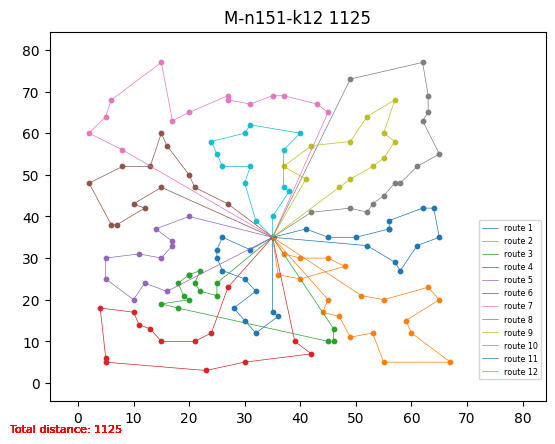 M-n151-k12 1125
80
70
60
50
40
30
20
10
0
0 10 20 30 40 50 60 70 80
route 1
route 2
route 3
route 4
route 5
route 6
route 7
route 8
route 9
route 10
route 11
route 12
Total distance: 1125